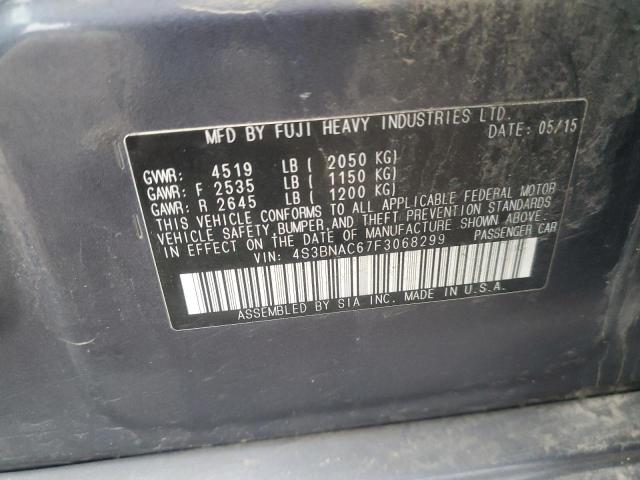 MFD BY FUJI HEAVY INDUSTRIES LTD.
DATE: 05/15
GVWR: 4519 LB ( 2050 KG)
GAWR: F 2535 LB ( 1150 KG)
GAWR: R 2645 LB ( 1200 KG)
THIS VEHICLE CONFORMS TO ALL APPLICABLE FEDERAL MOTOR
VEHICLE SAFETY, BUMPER, AND THEFT PREVENTION STANDARDS
IN EFFECT ON THE DATE OF MANUFACTURE SHOWN ABOVE.
VIN: 4S3BNAC67F3068299 PASSENGER CAR
ASSEMBLED BY SIA INC. MADE IN U.S.A.